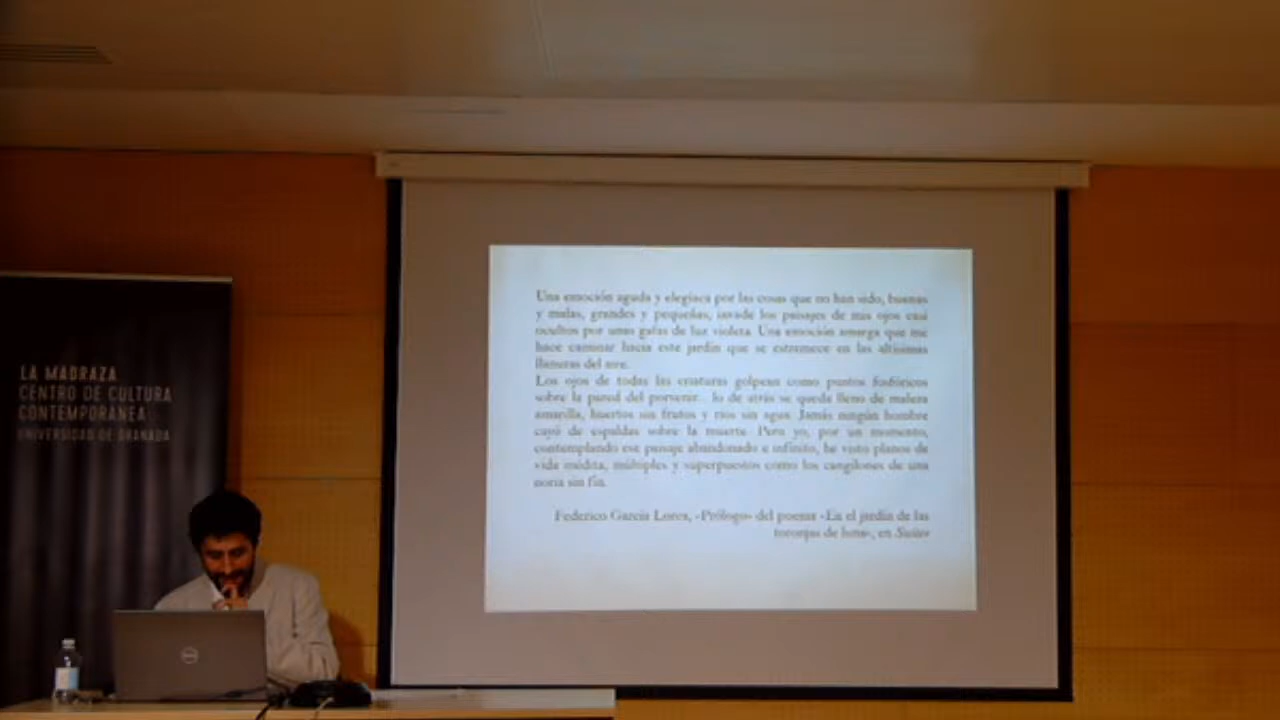 LA MADRAZA
CENTRO DE CULTURA
CONTEMPORÁNEA
UNIVERSIDAD DE GRANADA
Una emoción aguda y elegiaca por las cosas que no han sido, buenas
y malas, grandes y pequeñas, invade los paisajes de mis ojos casi
ocultos por unas gafas de luz violeta. Una emoción amarga que me
hace caminar hacia este jardín que se estremece en las altísimas
llanuras del aire.
Los ojos de todas las criaturas golpean como puntos fosfóricos
sobre la pared del porvenir... lo de atrás se queda lleno de maleza
amarilla, huertos sin frutos y ríos sin agua. Jamás ningún hombre
cayó de espaldas sobre la muerte. Pero yo, por un momento,
contemplando ese paisaje abandonado e infinito, he visto planos de
vida inédita, múltiples y superpuestos como los cangilones de una
noria sin fin.
Federico García Lorca, «Prólogo» del poema «En el jardín de las
toronjas de luna», en Suites
DELL